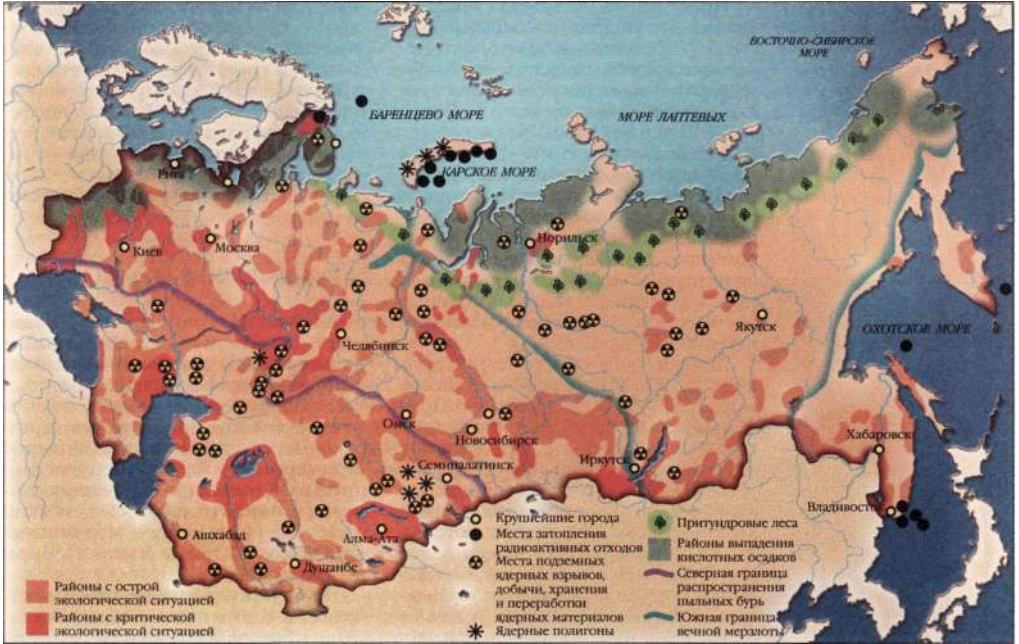 ВОСТОЧНО-СИБИРСКОЕ
МОРЕ
БАРЕНЦЕВО МОРЕ
МОРЕ ЛАПТЕВЫХ
КАРСКОЕ МОРЕ
Рига
Киев
Москва
Норильск
Якутск
ОХОТСКОЕ МОРЕ
Челябинск
Омск
Новосибирск
Хабаровск
Иркутск
Семипалатинск
Владивосток
Ашхабад
Алма-Ата
Душанбе
Районы с острой
экологической ситуацией
Районы с критической
экологической ситуацией
Крупнейшие города
Места затопления
радиоактивных отходов
Места подземных
ядерных взрывов,
добычи, хранения
и переработки
ядерных материалов
Ядерные полигоны
Притундровые леса
Районы выпадения
кислотных осадков
Северная граница
распространения
пыльных бурь
Южная граница
вечной мерзлоты